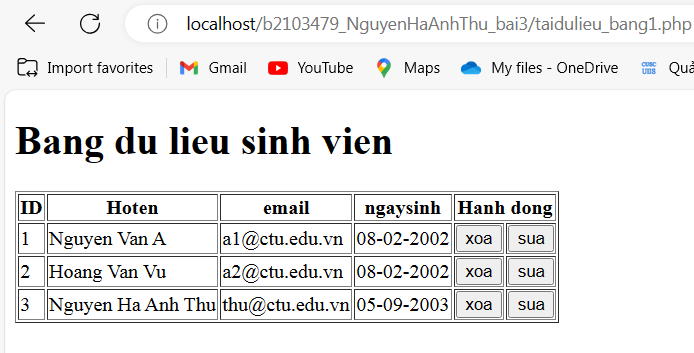 localhost/b2103479_NguyenHaAnhThu_bai3/taidulieu_bang1.php
Import favorites Gmail YouTube Maps My files - OneDrive CUSC UDS Quả
Bang du lieu sinh vien
ID Hoten email ngaysinh Hanh dong
1 Nguyen Van A a1@ctu.edu.vn 08-02-2002 xoa sua
2 Hoang Van Vu a2@ctu.edu.vn 08-02-2002 xoa sua
3 Nguyen Ha Anh Thu thu@ctu.edu.vn 05-09-2003 xoa sua